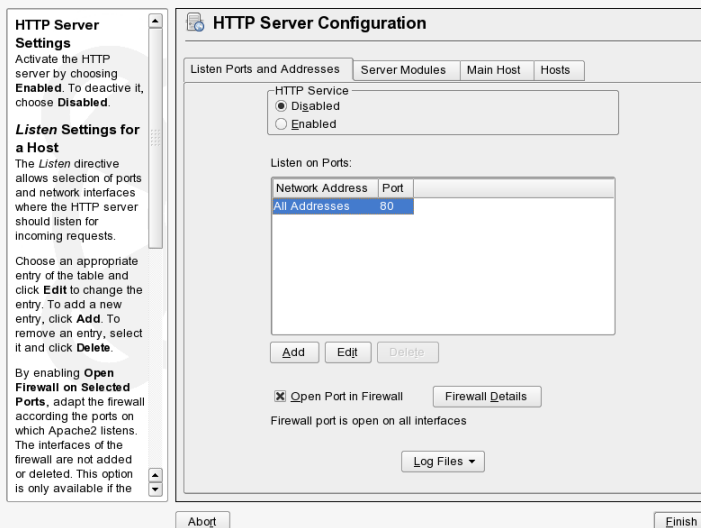 HTTP Server
Settings
Activate the HTTP
server by choosing
Enabled. To deactive it,
choose Disabled.
Listen Settings for
a Host
The Listen directive
allows selection of ports
and network interfaces
where the HTTP server
should listen for
incoming requests.
Choose an appropriate
entry of the table and
click Edit to change the
entry. To add a new
entry, click Add. To
remove an entry, select
it and click Delete.
By enabling Open
Firewall on Selected
Ports, adapt the firewall
according the ports on
which Apache2 listens.
The interfaces of the
firewall are not added
or deleted. This option
is only available if the
HTTP Server Configuration
Listen Ports and Addresses Server Modules Main Host Hosts
HTTP Service
Disabled
Enabled
Listen on Ports:
Network Address Port
All Addresses 80
Add Edit Delete
Open Port in Firewall Firewall Details
Firewall port is open on all interfaces
Log Files
Abort Finish